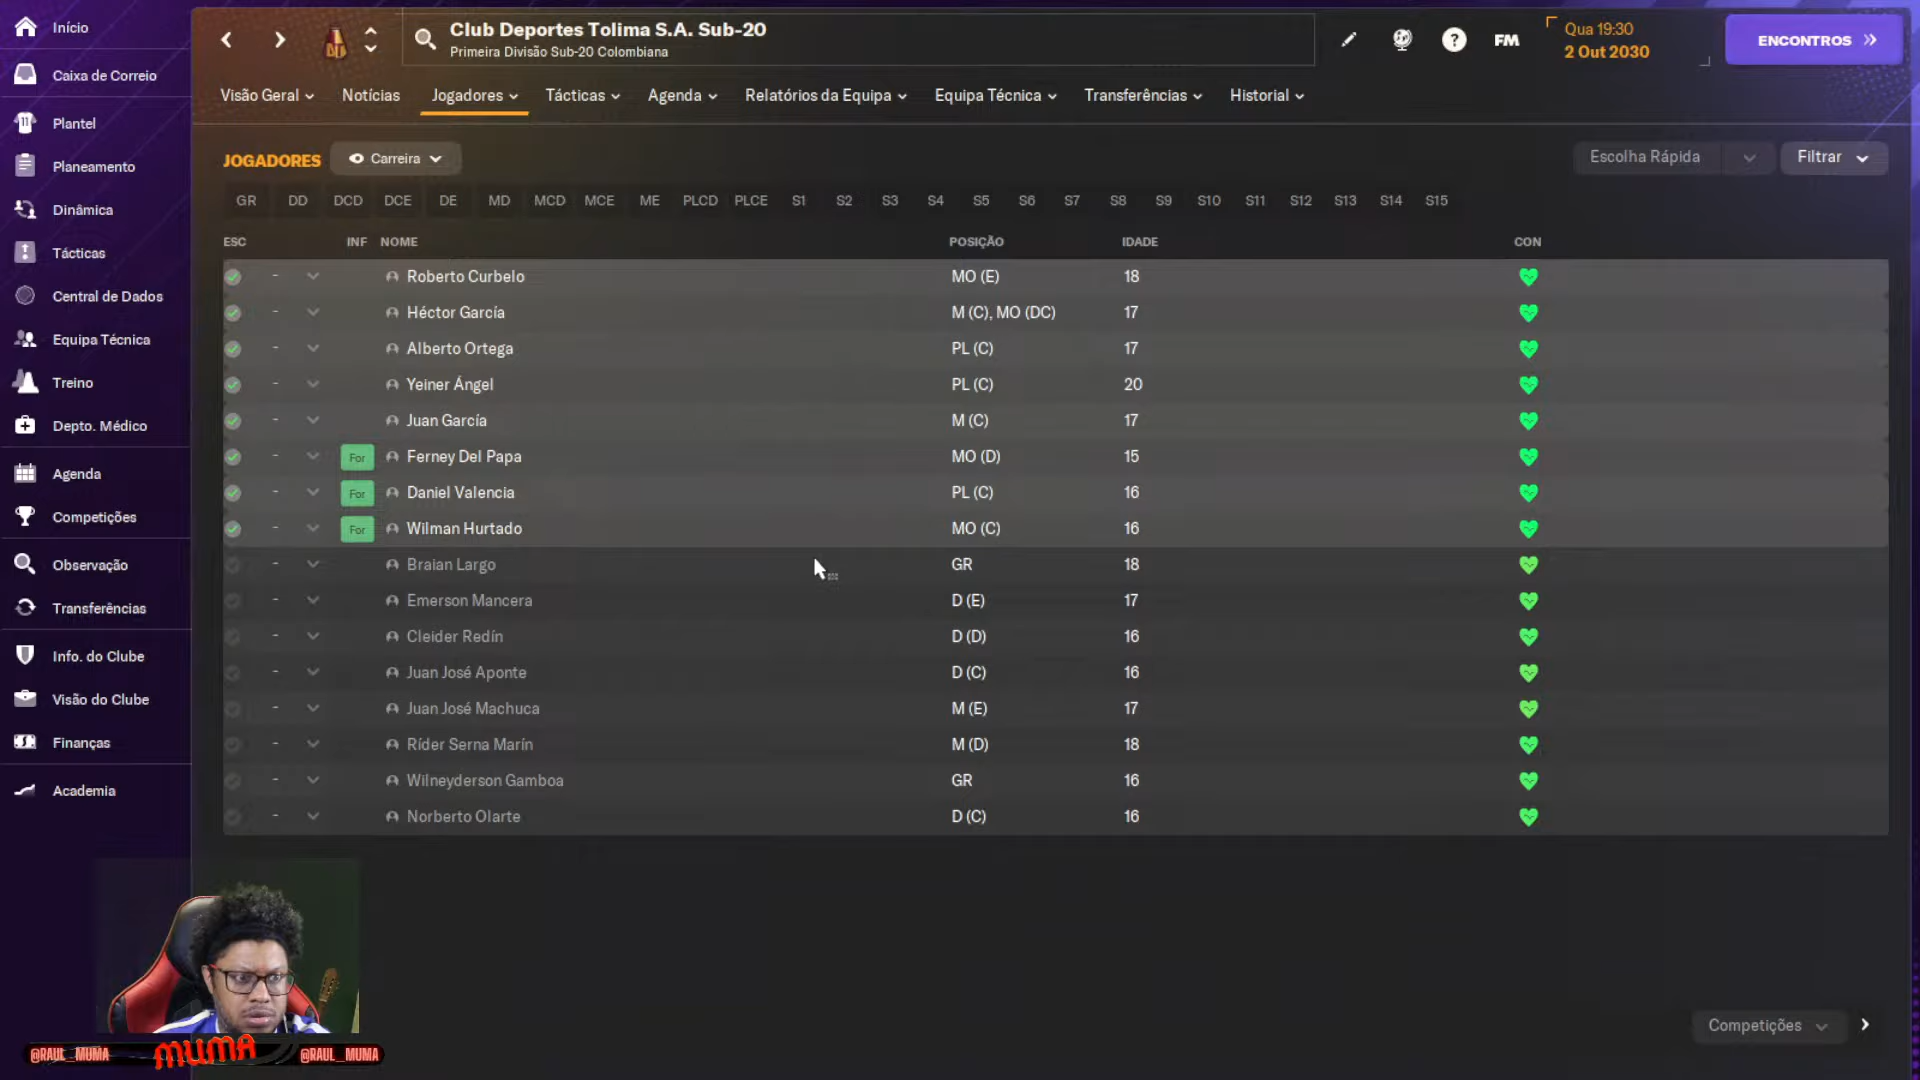 Início
Caixa de Correio
Plantel
Planeamento
Dinâmica
Tácticas
Central de Dados
Equipa Técnica
Treino
Depto. Médico
Agenda
Competições
Observação
Transferências
Info. do Clube
Visão do Clube
Finanças
Academia
Club Deportes Tolima S.A. Sub-20
Primeira Divisão Sub-20 Colombiana
? FM
Qua 19:30
2 Out 2030
ENCONTROS
Visão Geral Notícias Jogadores Tácticas Agenda Relatórios da Equipa Equipa Técnica Transferências Historial
JOGADORES Carreira Escolha Rápida Filtrar
GR DD DCD DCE DE MD MCD MCE ME PLCD PLCE S1 S2 S3 S4 S5 S6 S7 S8 S9 S10 S11 S12 S13 S14 S15
ESC INF NOME POSIÇÃO IDADE CON
- Roberto Curbelo MO (E) 18
- Héctor García M (C), MO (DC) 17
- Alberto Ortega PL (C) 17
- Yeiner Ángel PL (C) 20
- Juan García M (C) 17
- For Ferney Del Papa MO (D) 15
- For Daniel Valencia PL (C) 16
- For Wilman Hurtado MO (C) 16
- Braian Largo GR 18
- Emerson Mancera D (E) 17
- Cleider Redín D (D) 16
- Juan José Aponte D (C) 16
- Juan José Machuca M (E) 17
- Ríder Serna Marín M (D) 18
- Wilneyderson Gamboa GR 16
- Norberto Olarte D (C) 16
Competições
@RAUL_MUMA MUMA @RAUL_MUMA